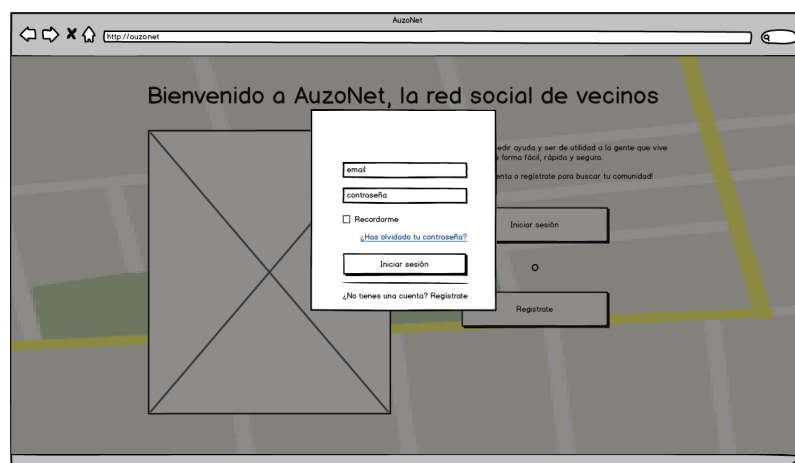 AuzoNet
http://auzonet
Bienvenido a AuzoNet, la red social de vecinos
edir ayuda y ser de utilidad a la gente que vive
forma fácil, rápida y segura.
enta o regístrate para buscar tu comunidad!
email
contraseña
Recordarme
¿Has olvidado tu contraseña?
Iniciar sesión
¿No tienes una cuenta? Regístrate
Iniciar sesión
O
Registrate